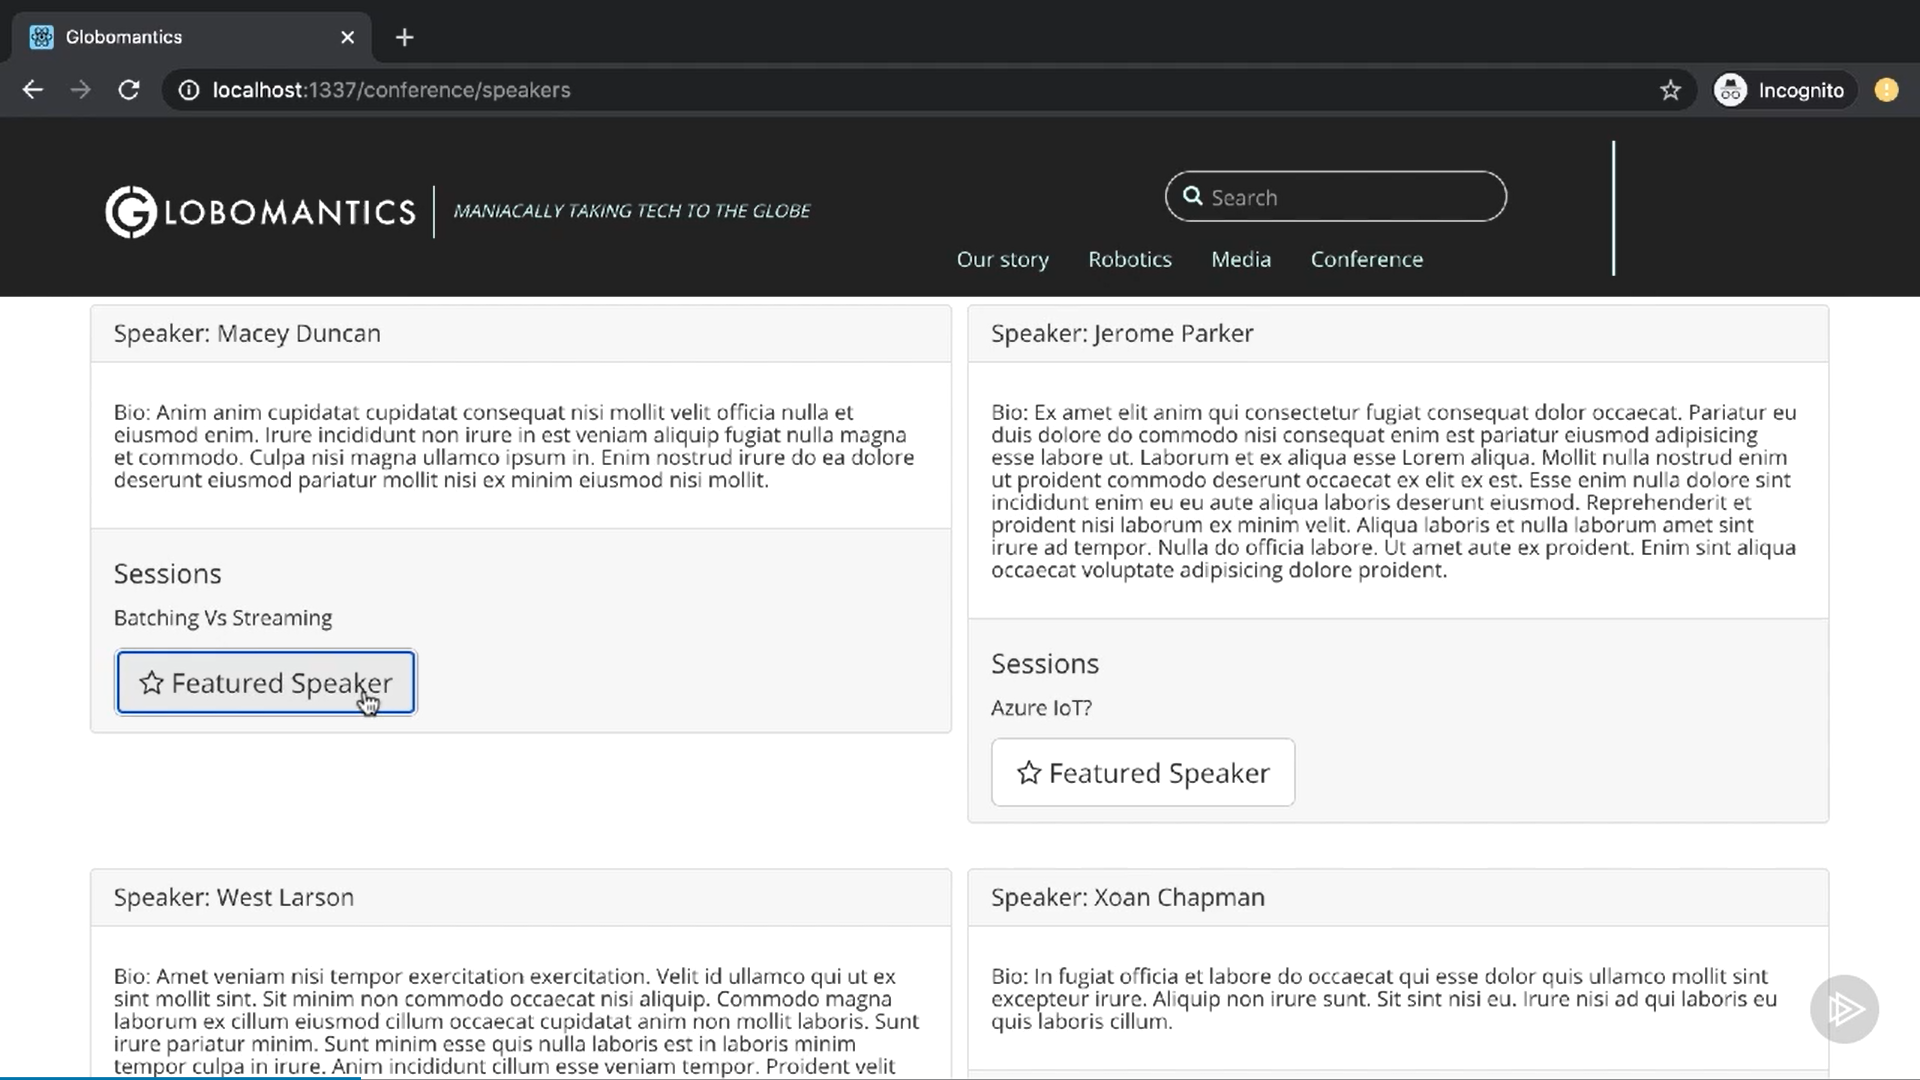 Globomantics
localhost:1337/conference/speakers
Incognito
GLOBOMANTICS
MANIACALLY TAKING TECH TO THE GLOBE
Search
Our story
Robotics
Media
Conference
Speaker: Macey Duncan
Bio: Anim anim cupidatat cupidatat consequat nisi mollit velit officia nulla et
eiusmod enim. Irure incididunt non irure in est veniam aliquip fugiat nulla magna
et commodo. Culpa nisi magna ullamco ipsum in. Enim nostrud irure do ea dolore
deserunt eiusmod pariatur mollit nisi ex minim eiusmod nisi mollit.
Sessions
Batching Vs Streaming
Featured Speaker
Speaker: Jerome Parker
Bio: Ex amet elit anim qui consectetur fugiat consequat dolor occaecat. Pariatur eu
duis dolore do commodo nisi consequat enim est pariatur eiusmod adipisicing
esse labore ut. Laborum et ex aliqua esse Lorem aliqua. Mollit nulla nostrud enim
ut proident commodo deserunt occaecat ex elit ex est. Esse enim nulla dolore sint
incididunt enim eu eu aute aliqua laboris deserunt eiusmod. Reprehenderit et
proident nisi laborum ex minim velit. Aliqua laboris et nulla laborum amet sint
irure ad tempor. Nulla do officia labore. Ut amet aute ex proident. Enim sint aliqua
occaecat voluptate adipisicing dolore proident.
Sessions
Azure IoT?
Featured Speaker
Speaker: West Larson
Bio: Amet veniam nisi tempor exercitation exercitation. Velit id ullamco qui ut ex
sint mollit sint. Sit minim non commodo occaecat nisi aliquip. Commodo magna
laborum ex cillum eiusmod cillum occaecat cupidatat anim non mollit laboris. Sunt
irure pariatur minim. Sunt minim esse quis nulla laboris est in laboris minim
tempor culpa in irure. Anim incididunt cillum esse veniam tempor. Proident velit
Speaker: Xoan Chapman
Bio: In fugiat officia et labore do occaecat qui esse dolor quis ullamco mollit sint
excepteur irure. Aliquip non irure sunt. Sit sint nisi eu. Irure nisi ad qui laboris eu
quis laboris cillum.